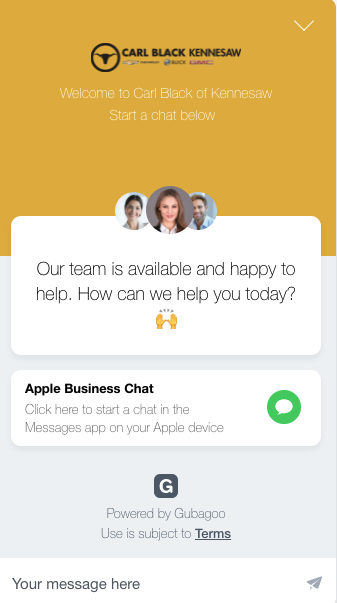 CARL BLACK KENNESAW
CHEVROLET BUICK GMC
Welcome to Carl Black of Kennesaw
Start a chat below
Our team is available and happy to
help. How can we help you today?
🙌
Apple Business Chat
Click here to start a chat in the
Messages app on your Apple device
G
Powered by Gubagoo
Use is subject to Terms
Your message here